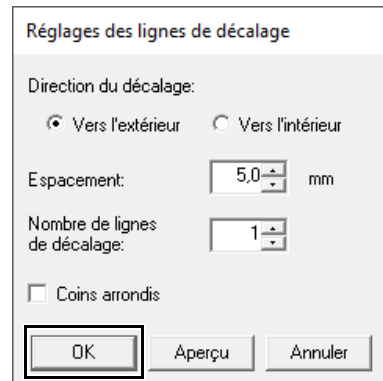 Réglages des lignes de décalage
Direction du décalage:
Vers l'extérieur Vers l'intérieur
Espacement: 5,0 mm
Nombre de lignes
de décalage: 1
Coins arrondis
OK Aperçu Annuler